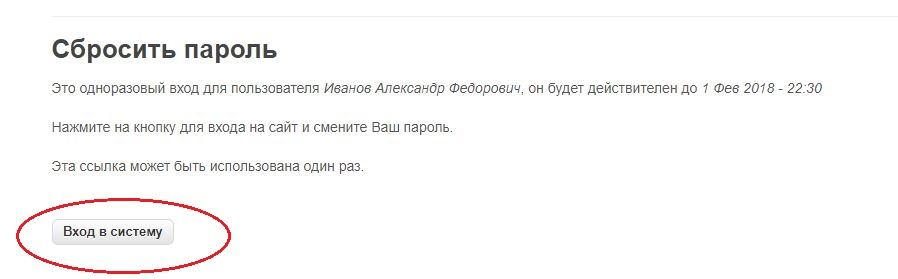 Сбросить пароль
Это одноразовый вход для пользователя Иванов Александр Федорович, он будет действителен до 1 Фев 2018 - 22:30
Нажмите на кнопку для входа на сайт и смените Ваш пароль.
Эта ссылка может быть использована один раз.
Вход в систему